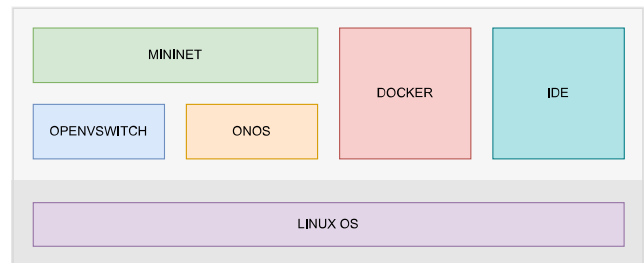 MININET
DOCKER
IDE
OPENVSWITCH
ONOS
LINUX OS